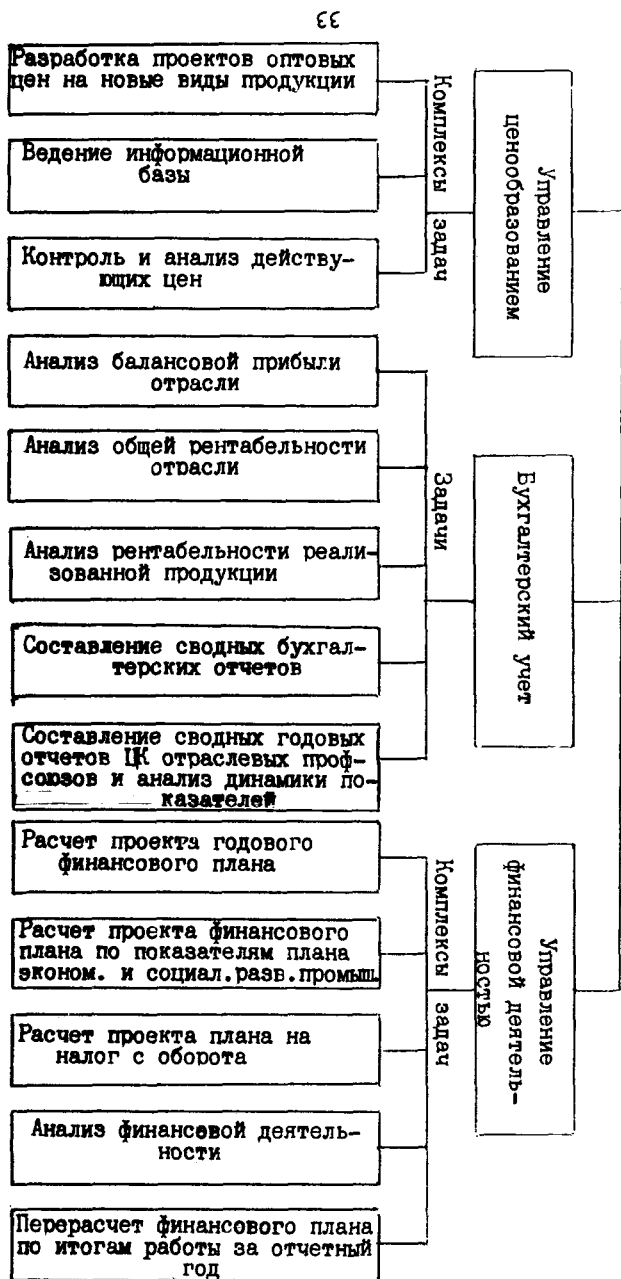 33
Разработка проектов оптовых
цен на новые виды продукции
Ведение информационной
базы
Контроль и анализ действу-
ющих цен
Комплексы задач
Управление
ценообразованием
Анализ балансовой прибыли
отрасли
Анализ общей рентабельности
отрасли
Анализ рентабельности реали-
зованной продукции
Составление сводных бухгал-
терских отчетов
Составление сводных годовых
отчетов ЦК отраслевых проф-
союзов и анализ динамики по-
казателей
Задачи
Бухгалтерский учет
Расчет проекта годового
финансового плана
Расчет проекта финансового
плана по показателям плана
эконом. и социал.разв.промыш.
Расчет проекта плана на
налог с оборота
Анализ финансовой деятель-
ности
Перерасчет финансового плана
по итогам работы за отчетный
год
Комплексы задач
Управление
финансовой деятель-
ностью